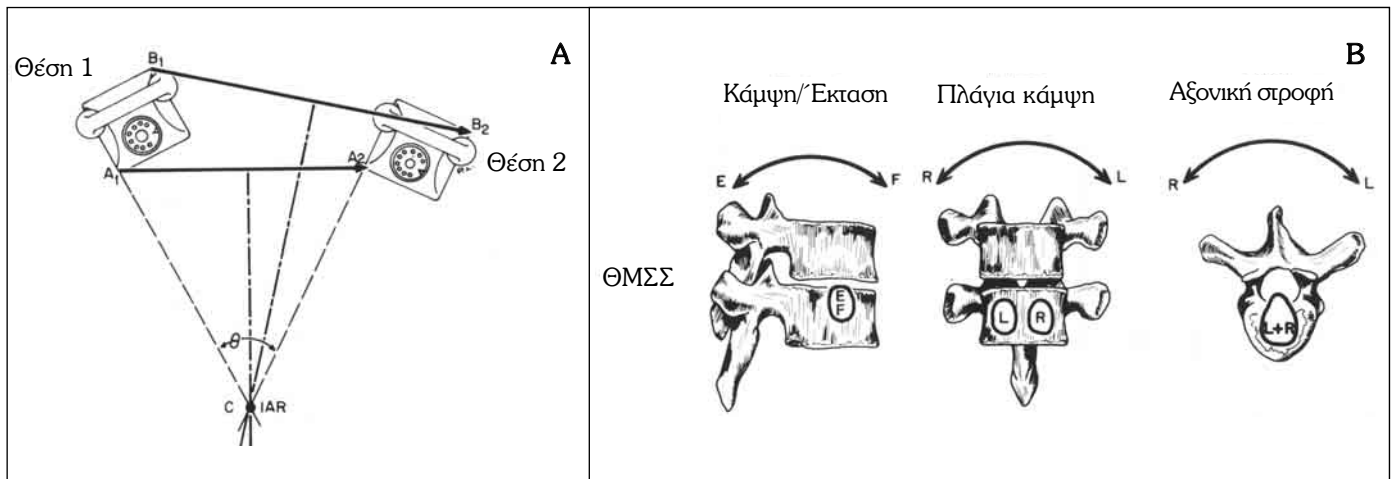 A
B₁
Θέση 1
B₂
A₂
Θέση 2
A₁
θ
C IAR
B
Κάμψη/Έκταση Πλάγια κάμψη Αξονική στροφή
E F R L R L
ΘΜΣΣ
E
F
L R
L+R